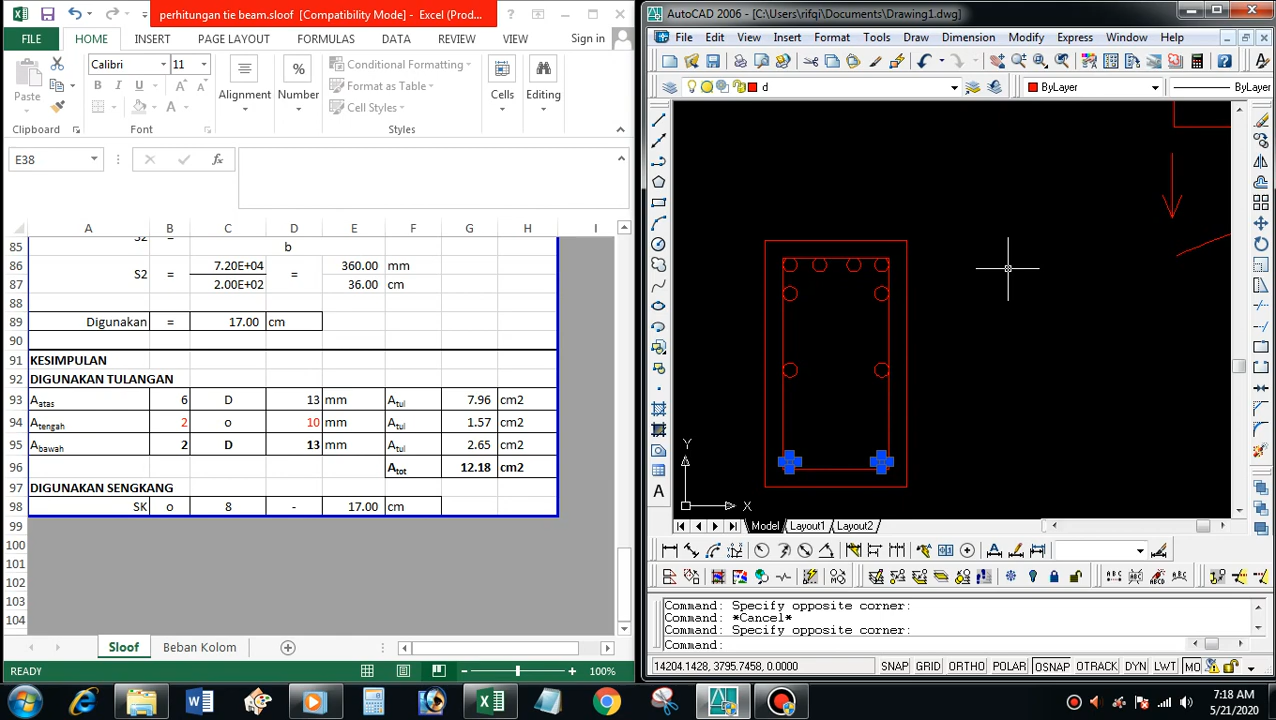 perhitungan tie beam.sloof [Compatibility Mode] - Excel (Prod...
FILE HOME INSERT PAGE LAYOUT FORMULAS DATA REVIEW VIEW Sign in
Paste
Calibri 11
B I U
A A
Alignment
%
Number
Conditional Formatting
Format as Table
Cell Styles
Cells
Editing
Clipboard Font Styles
E38
fx
A B C D E F G H I
85 S2 = b
86 7.20E+04 360.00 mm
S2 = =
87 2.00E+02 36.00 cm
88
89 Digunakan = 17.00 cm
90
91 KESIMPULAN
92 DIGUNAKAN TULANGAN
93 Aatas 6 D 13 mm Atul 7.96 cm2
94 Atengah 2 o 10 mm Atul 1.57 cm2
95 Abawah 2 D 13 mm Atul 2.65 cm2
96 Atot 12.18 cm2
97 DIGUNAKAN SENGKANG
98 SK o 8 - 17.00 cm
99
100
101
102
103
104
Sloof Beban Kolom
READY 100%
AutoCAD 2006 - [C:\Users\rifqi\Documents\Drawing1.dwg]
File Edit View Insert Format Tools Draw Dimension Modify Express Window Help
d ByLayer ByLayer
A
Y
X
Model Layout1 Layout2
Command: Specify opposite corner:
Command: *Cancel*
Command: Specify opposite corner:
Command:
14204.1428, 3795.7458, 0.0000 SNAP GRID ORTHO POLAR OSNAP OTRACK DYN LWT MO
7:18 AM
5/21/2020